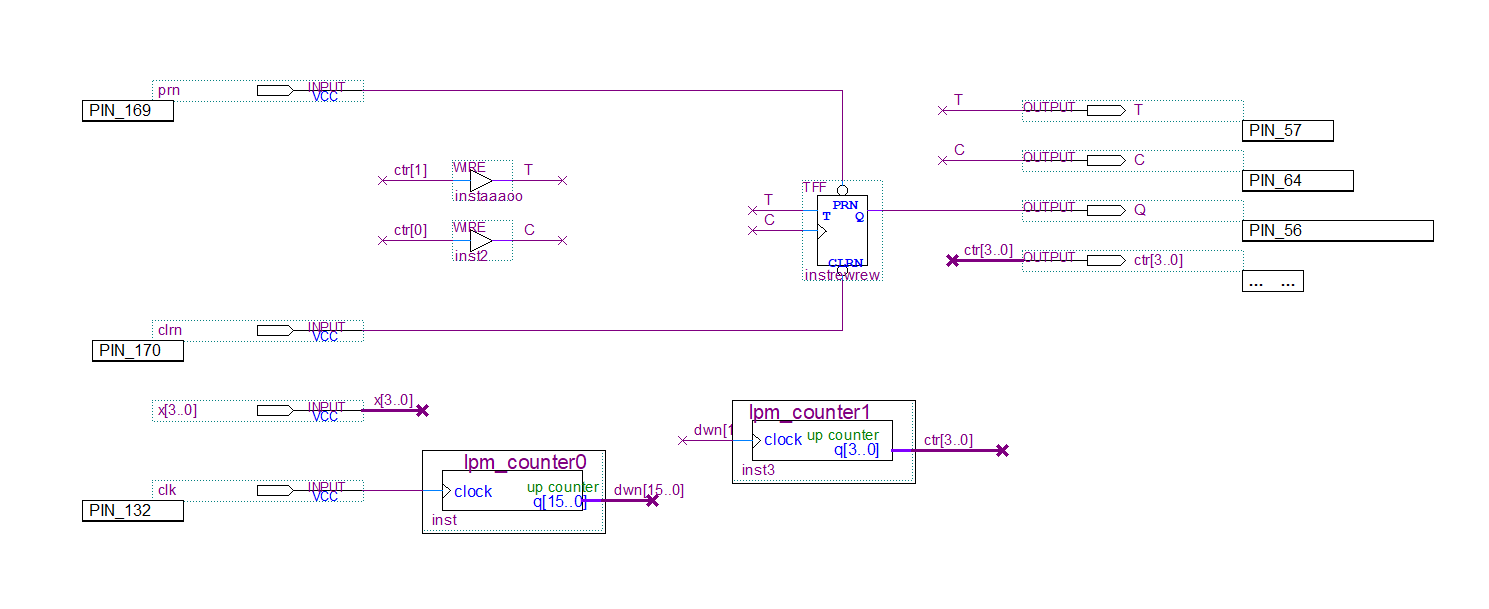 prn
INPUT
VCC
PIN_169
ctr[1]
WIRE
T
instaaaoo
ctr[0]
WIRE
C
inst2
TFF
T
C
PRN
T
Q
CLRN
instrewrew
T
OUTPUT
T
PIN_57
C
OUTPUT
C
PIN_64
OUTPUT
Q
PIN_56
ctr[3..0]
OUTPUT
ctr[3..0]
... ...
clrn
INPUT
VCC
PIN_170
x[3..0]
INPUT
VCC
x[3..0]
clk
INPUT
VCC
PIN_132
lpm_counter0
clock
up counter
q[15..0]
inst
dwn[15..0]
lpm_counter1
dwn[1
clock
up counter
q[3..0]
inst3
ctr[3..0]